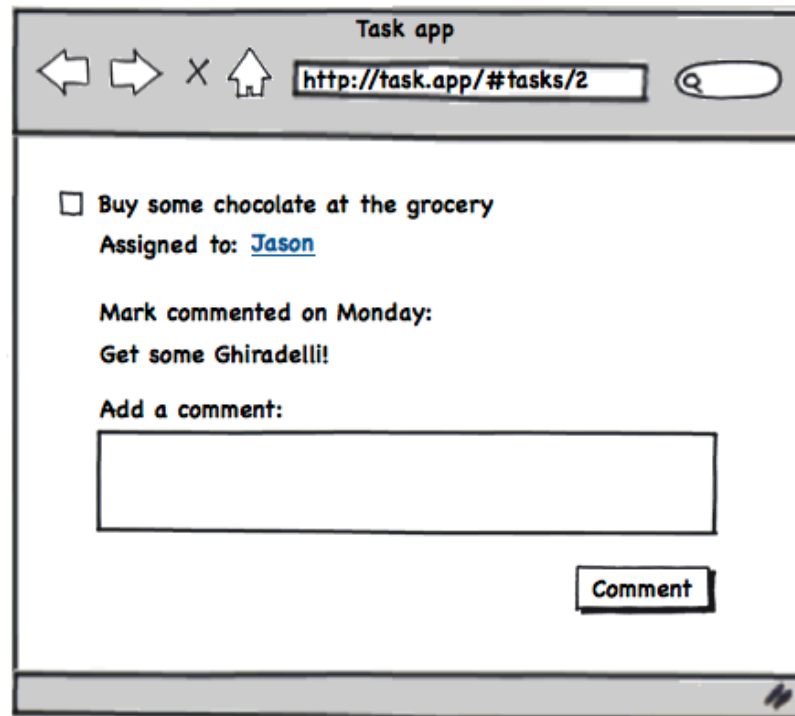 Task app
http://task.app/#tasks/2
Buy some chocolate at the grocery
Assigned to: Jason
Mark commented on Monday:
Get some Ghiradelli!
Add a comment:
Comment